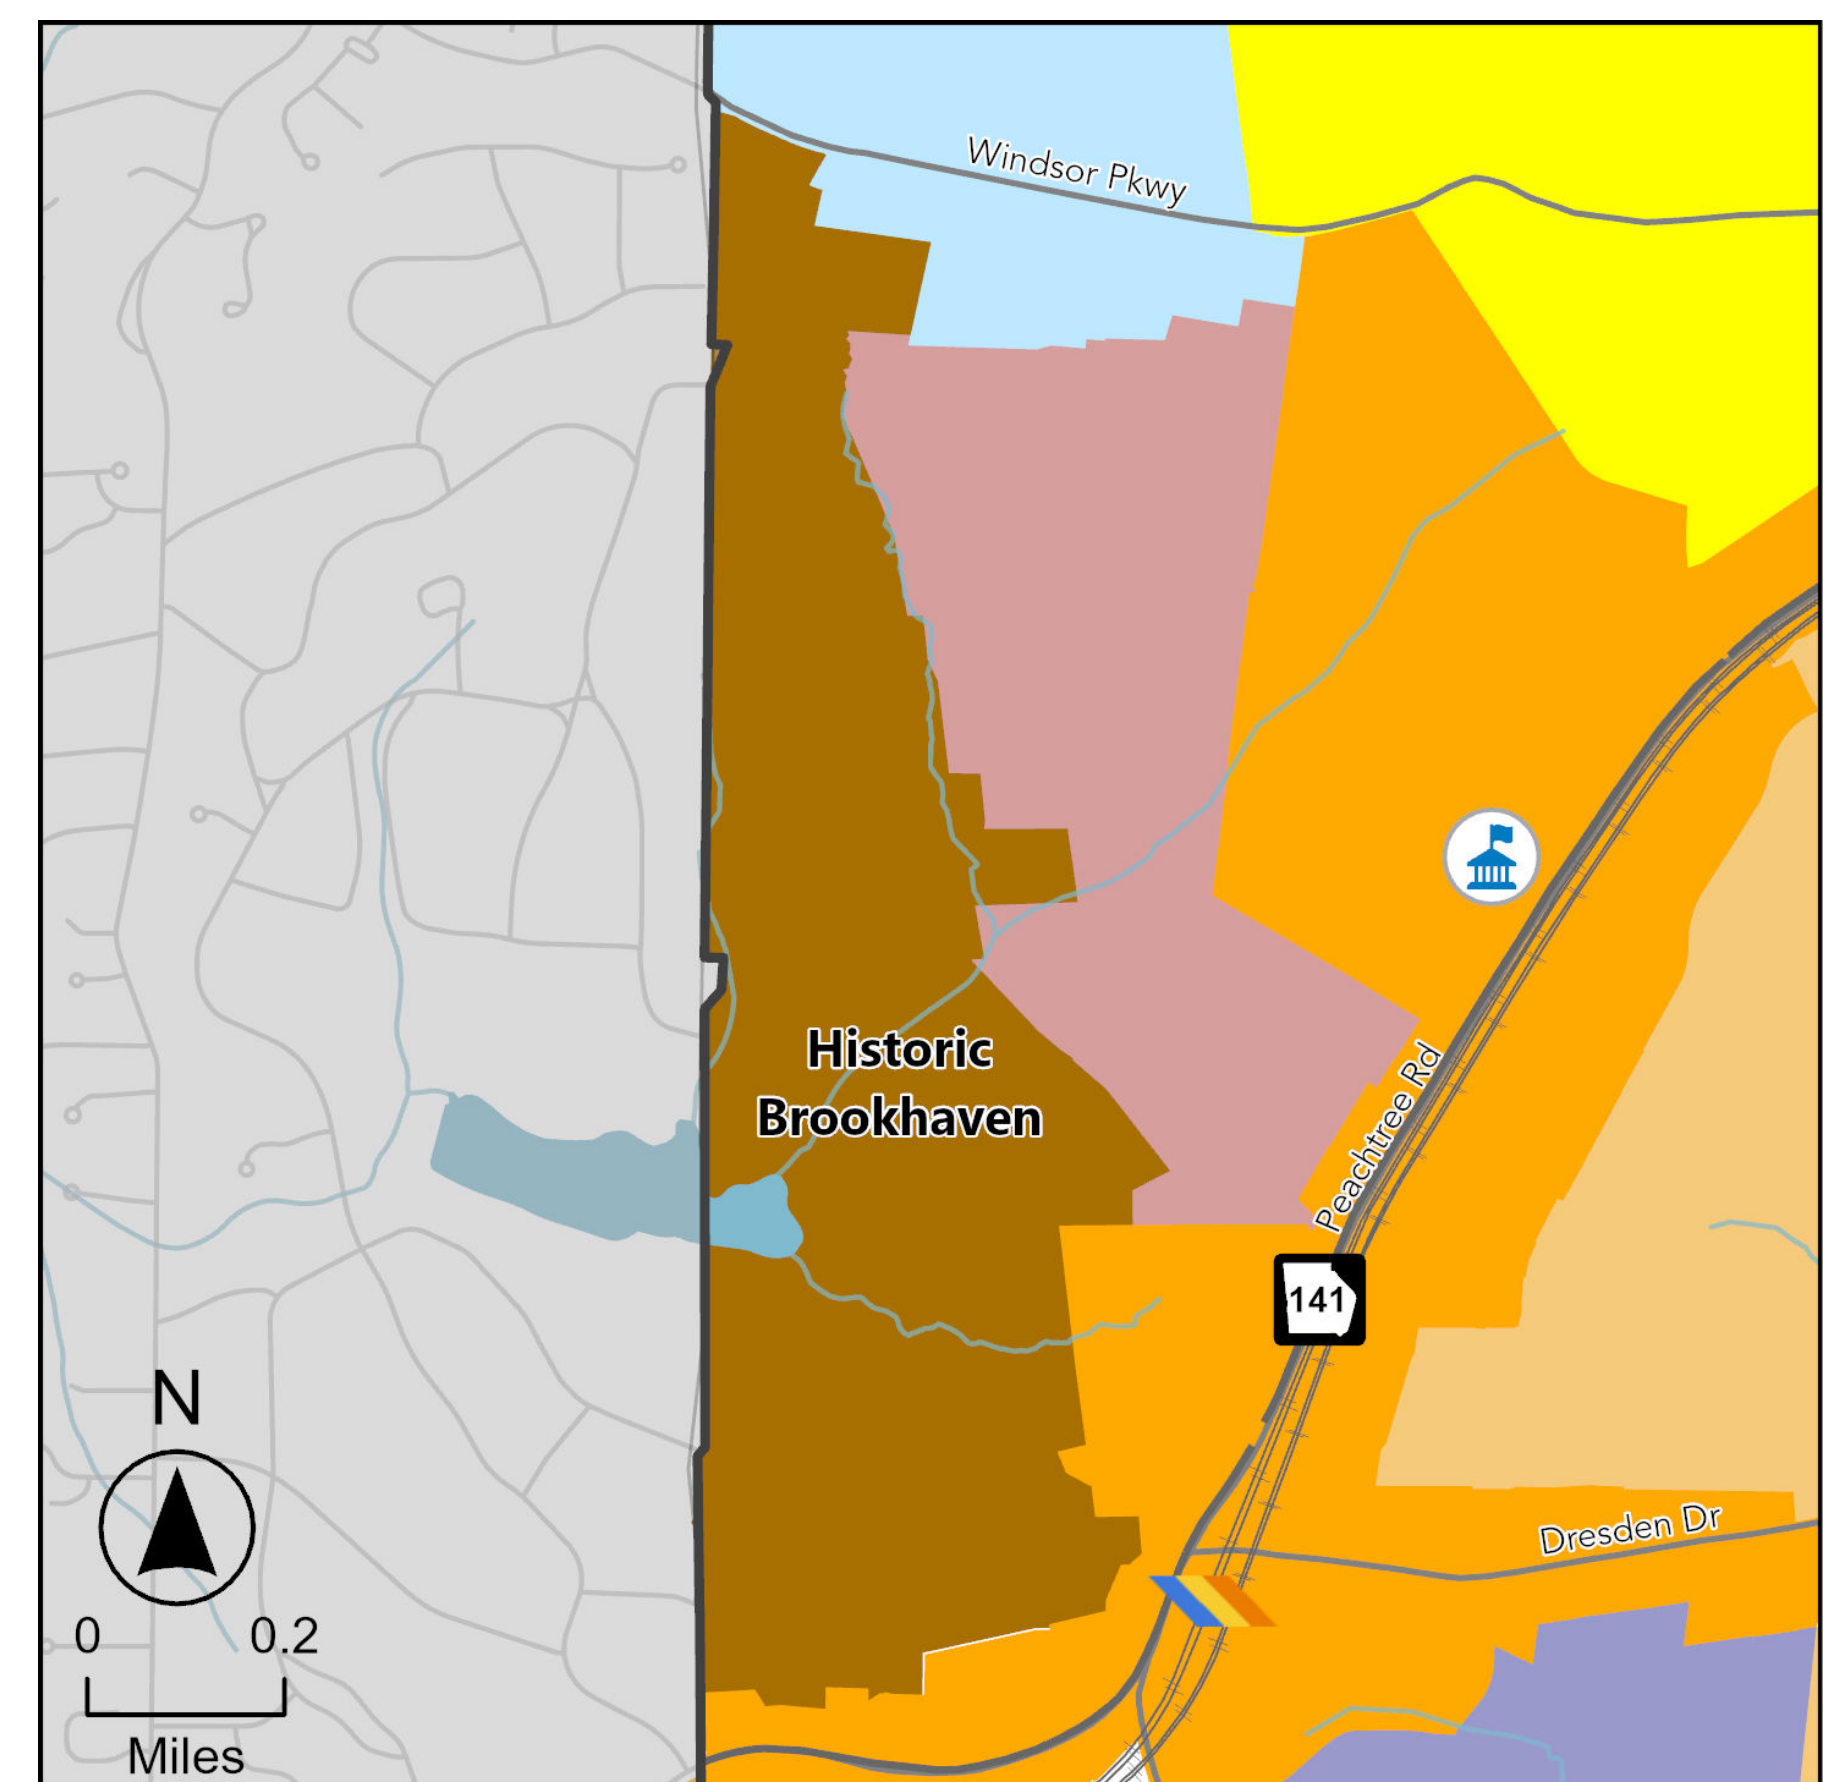 Windsor Pkwy
Historic
Brookhaven
Peachtree Rd
141
N
Dresden Dr
0 0.2
Miles